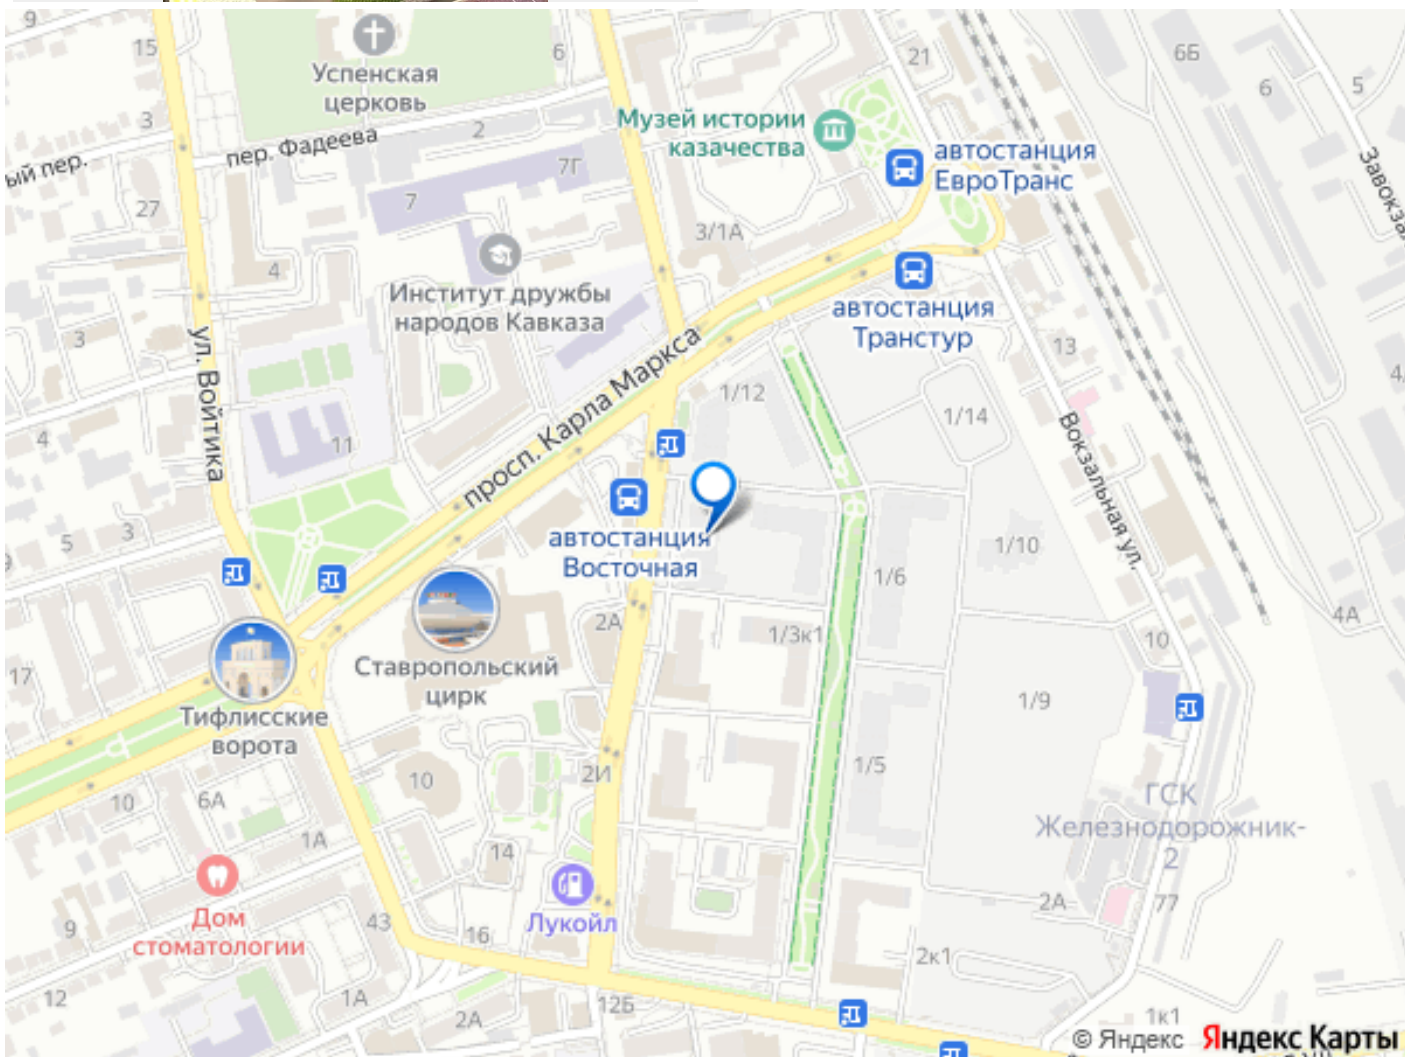 9
15
6
21
6Б
6
5
Успенская
церковь
3
пер. Фадеева
2
7Г
7
Музей истории
казачества
автостанция
ЕвроТранс
ый пер.
27
4
3/1А
Институт дружбы
народов Кавказа
автостанция
Транстур
3
ул. Войтика
просп. Карла Маркса
1/12
13
1/14
4
11
Вокзальная ул.
автостанция
Восточная
3
5
1/10
1/6
2А
1/3к1
4А
10
17
Ставропольский
цирк
Тифлисские
ворота
1/9
10
2И
1/5
10
6А
1А
14
ГСК
Железнодорожник-
2
Дом
стоматологии
9
43
16
Лукойл
2А
77
2к1
12
1А
2А
12Б
1к1
© Яндекс Яндекс Карты